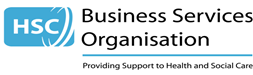 HSC
Business Services
Organisation
Providing Support to Health and Social Care